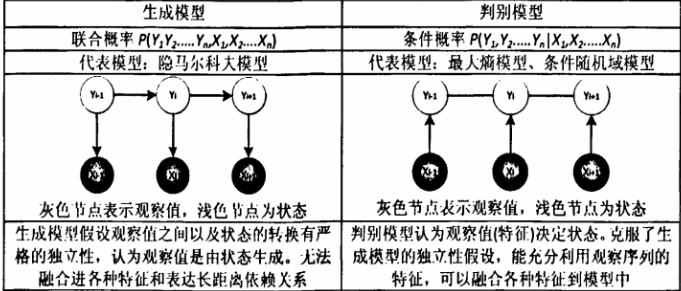 生成模型
判别模型
联合概率 P(Y₁Y₂.....Yₙ,X₁,X₂....Xₙ)
条件概率 P(Y₁,Y₂.....Yₙ|X₁,X₂.....Xₙ)
代表模型：隐马尔科夫模型
代表模型：最大熵模型、条件随机域模型
Yi-1 Yi Yi+1
Xi-1 Xi Xi+1
Yi-1 Yi Yi+1
Xi-1 Xi Xi+1
灰色节点表示观察值，浅色节点为状态
灰色节点表示观察值，浅色节点为状态
生成模型假设观察值之间以及状态的转换有严
格的独立性，认为观察值是由状态生成。无法
融合进各种特征和表达长距离依赖关系
判别模型认为观察值(特征)决定状态。克服了生
成模型的独立性假设，能充分利用观察序列的
特征，可以融合各种特征到模型中